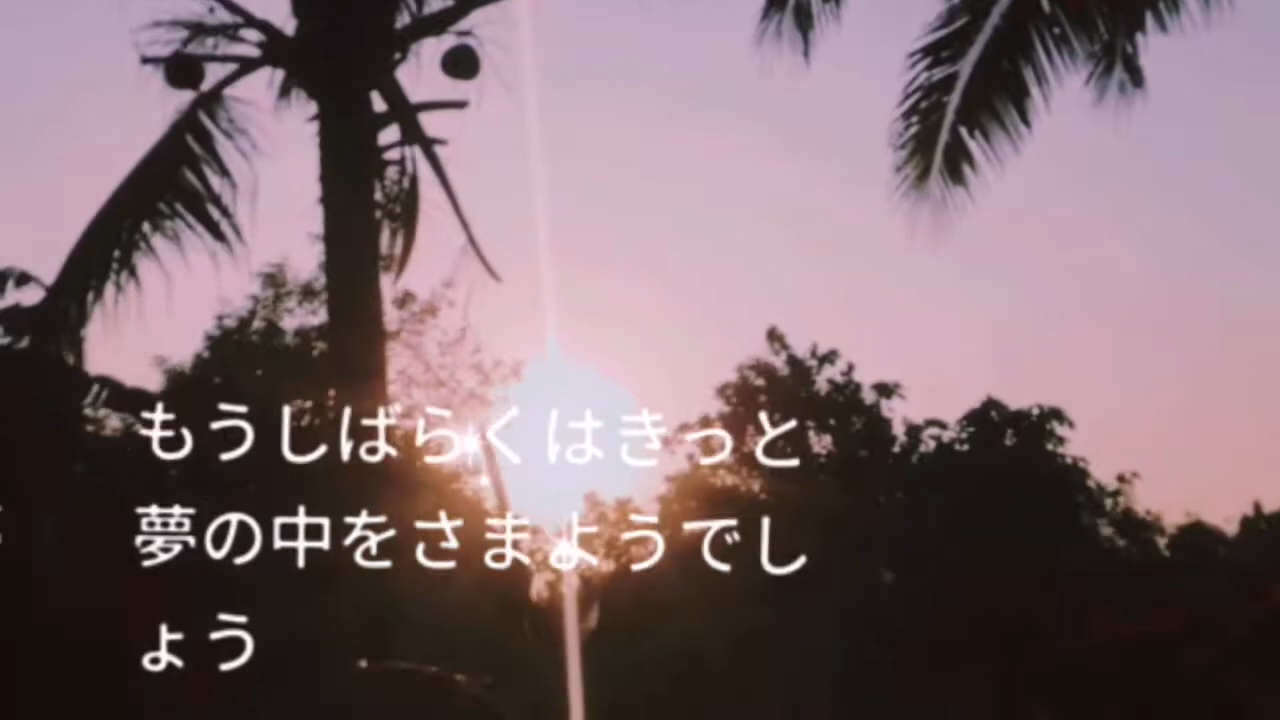 もうしばらくはきっと
夢の中をさまようでし
ょう